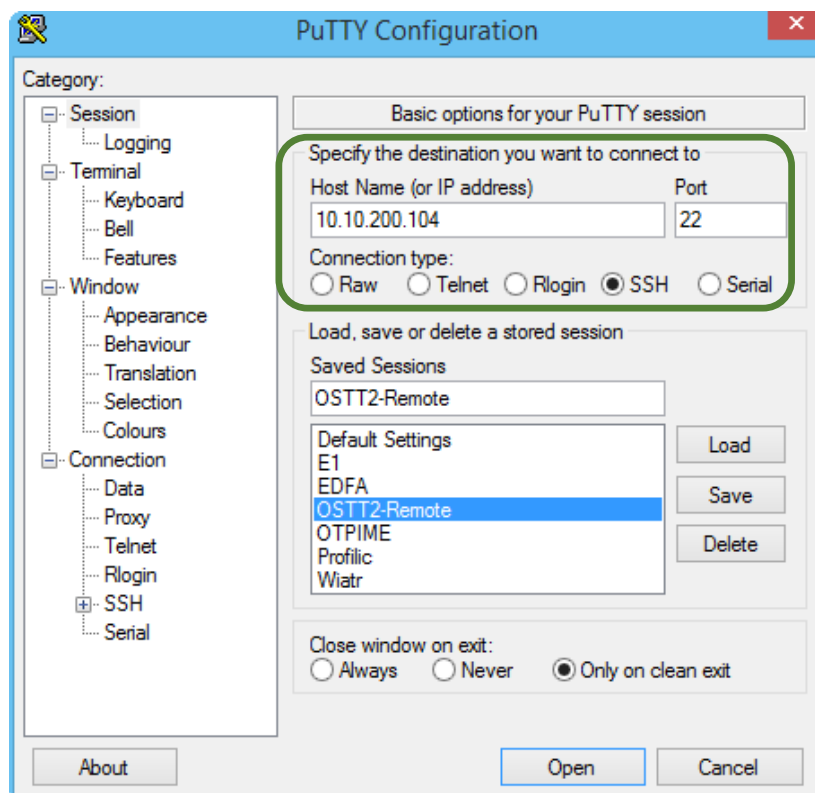 PuTTY Configuration
Category:
Session
Logging
Terminal
Keyboard
Bell
Features
Window
Appearance
Behaviour
Translation
Selection
Colours
Connection
Data
Proxy
Telnet
Rlogin
SSH
Serial
Basic options for your PuTTY session
Specify the destination you want to connect to
Host Name (or IP address) Port
10.10.200.104 22
Connection type:
Raw Telnet Rlogin SSH Serial
Load, save or delete a stored session
Saved Sessions
OSTT2-Remote
Default Settings
E1
EDFA
OSTT2-Remote
OTPIME
Profilic
Wiatr
Load
Save
Delete
Close window on exit:
Always Never Only on clean exit
About Open Cancel